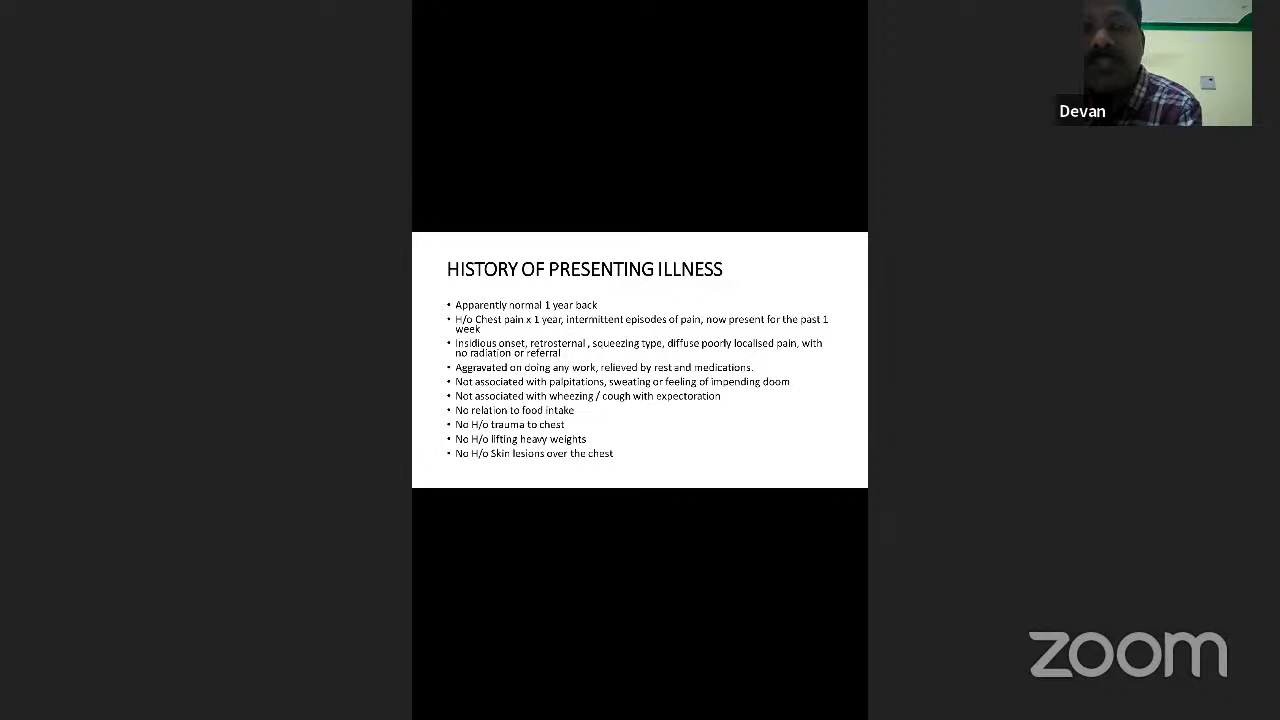 Devan
HISTORY OF PRESENTING ILLNESS
• Apparently normal 1 year back
• H/o Chest pain x 1 year, intermittent episodes of pain, now present for the past 1
week
• Insidious onset, retrosternal , squeezing type, diffuse poorly localised pain, with
no radiation or referral
• Aggravated on doing any work, relieved by rest and medications.
• Not associated with palpitations, sweating or feeling of impending doom
• Not associated with wheezing / cough with expectoration
• No relation to food intake
• No H/o trauma to chest
• No H/o lifting heavy weights
• No H/o Skin lesions over the chest
zoom